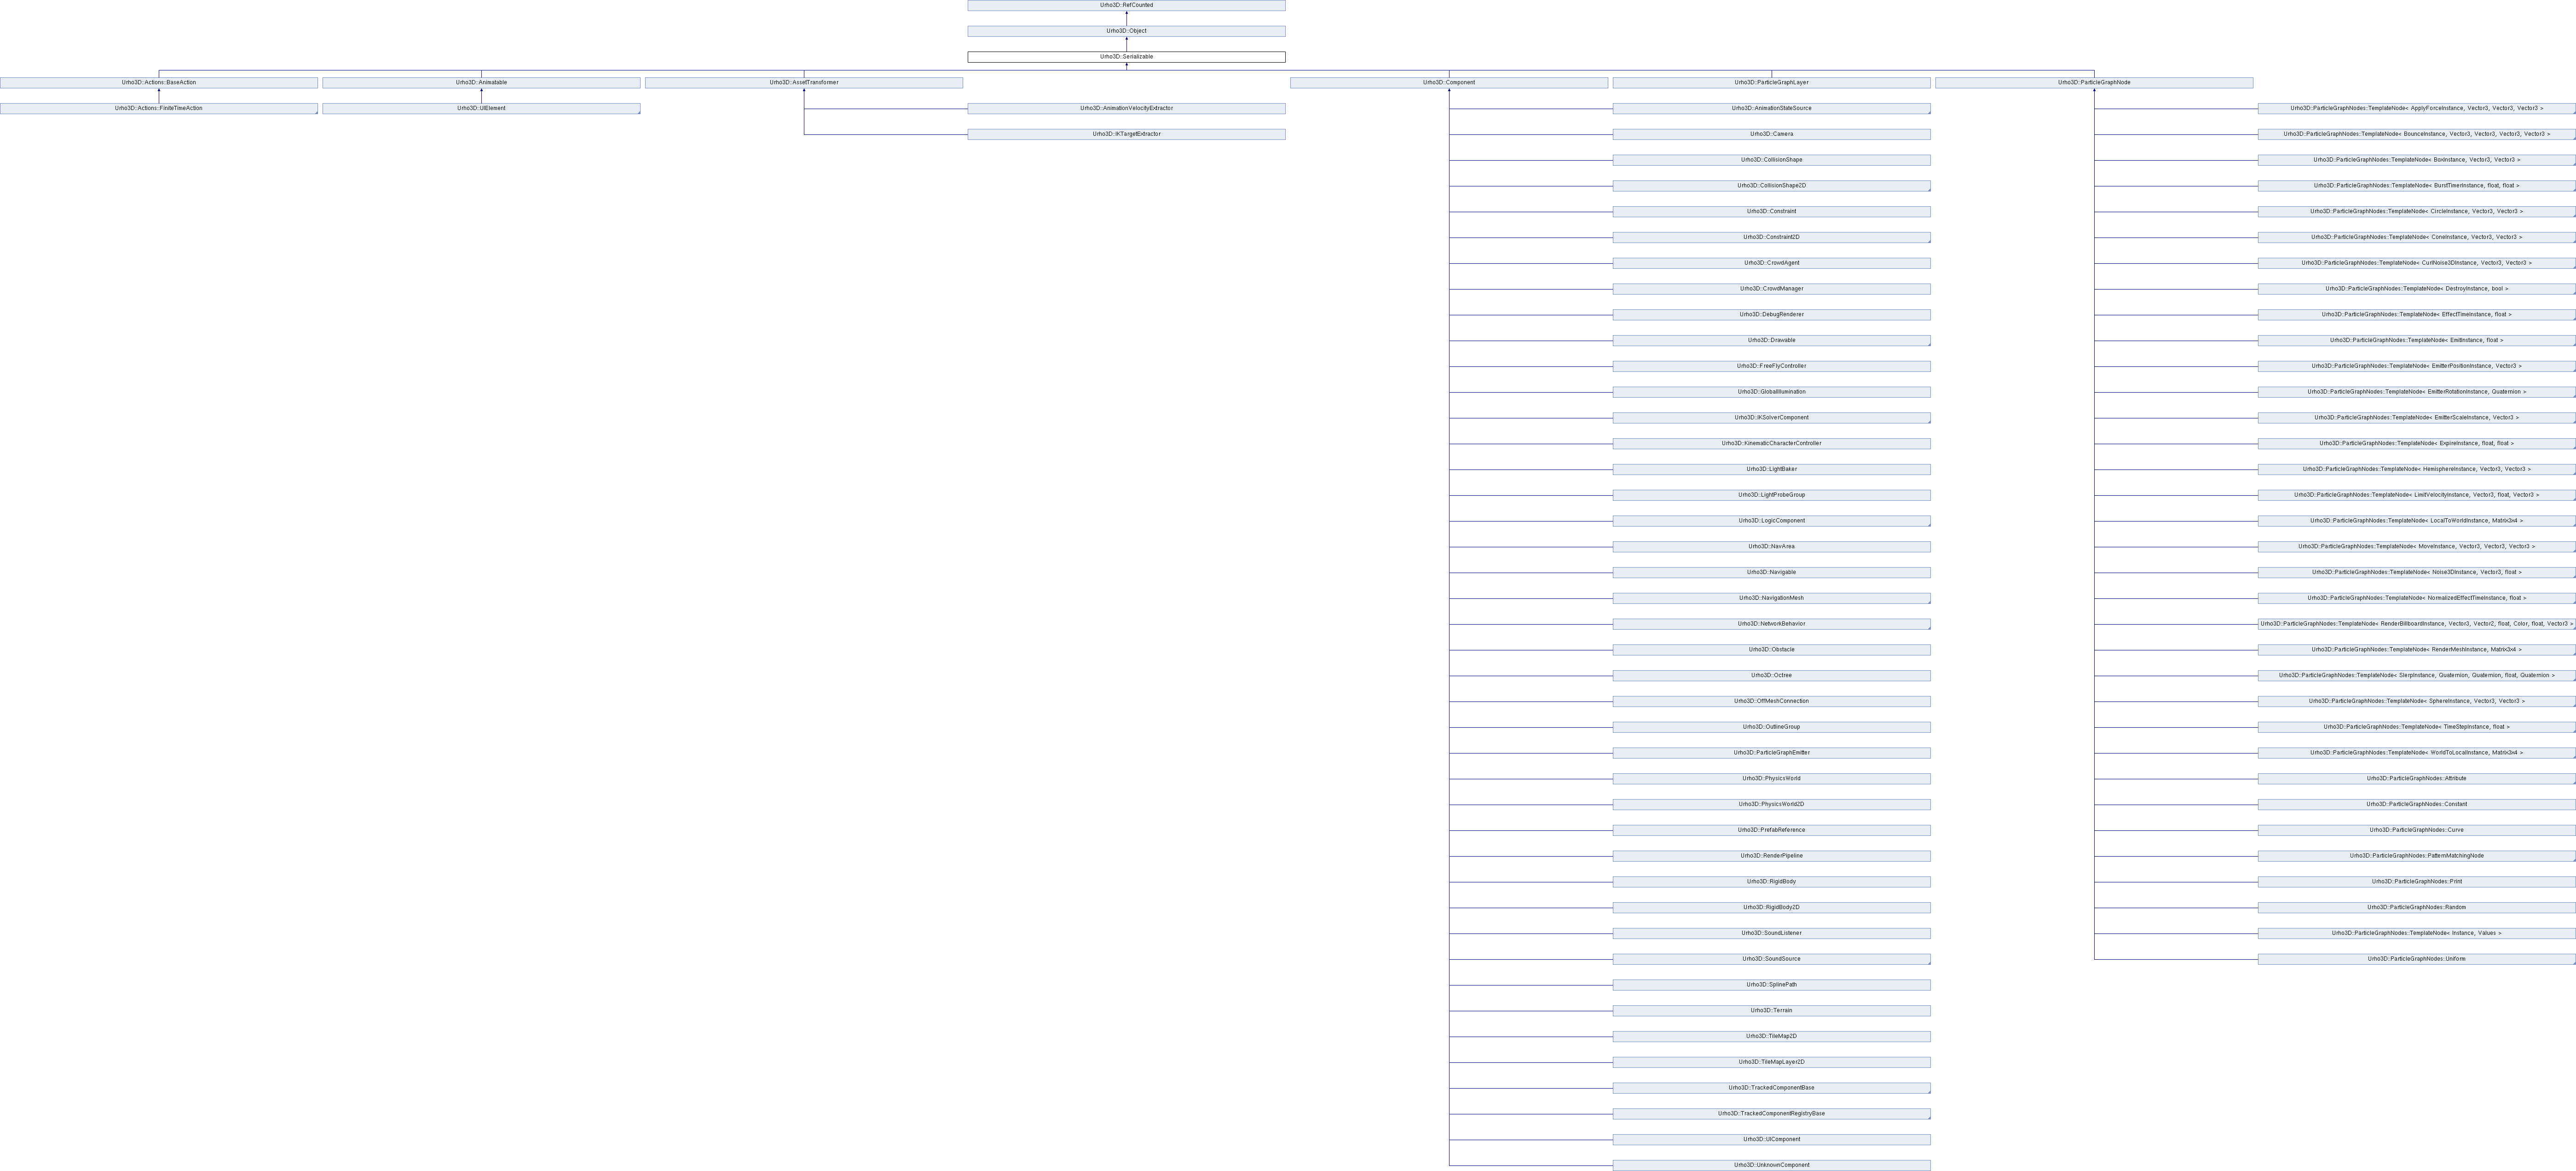 Urho3D::RefCounted
Urho3D::Object
Urho3D::Serializable
Urho3D::Actions::BaseAction
Urho3D::Animatable
Urho3D::AssetTransformer
Urho3D::Component
Urho3D::ParticleGraphLayer
Urho3D::ParticleGraphNode
Urho3D::Actions::FiniteTimeAction
Urho3D::UIElement
Urho3D::AnimationVelocityExtractor
Urho3D::IKTargetExtractor
Urho3D::AnimationStateSource
Urho3D::Camera
Urho3D::CollisionShape
Urho3D::CollisionShape2D
Urho3D::Constraint
Urho3D::Constraint2D
Urho3D::CrowdAgent
Urho3D::CrowdManager
Urho3D::DebugRenderer
Urho3D::Drawable
Urho3D::FreeFlyController
Urho3D::GlobalIllumination
Urho3D::IKSolverComponent
Urho3D::KinematicCharacterController
Urho3D::LightBaker
Urho3D::LightProbeGroup
Urho3D::LogicComponent
Urho3D::NavArea
Urho3D::Navigable
Urho3D::NavigationMesh
Urho3D::NetworkBehavior
Urho3D::Obstacle
Urho3D::Octree
Urho3D::OffMeshConnection
Urho3D::OutlineGroup
Urho3D::ParticleGraphEmitter
Urho3D::PhysicsWorld
Urho3D::PhysicsWorld2D
Urho3D::PrefabReference
Urho3D::RenderPipeline
Urho3D::RigidBody
Urho3D::RigidBody2D
Urho3D::SoundListener
Urho3D::SoundSource
Urho3D::SplinePath
Urho3D::Terrain
Urho3D::TileMap2D
Urho3D::TileMapLayer2D
Urho3D::TrackedComponentBase
Urho3D::TrackedComponentRegistryBase
Urho3D::UIComponent
Urho3D::UnknownComponent
Urho3D::ParticleGraphNodes::TemplateNode< ApplyForceInstance, Vector3, Vector3, Vector3 >
Urho3D::ParticleGraphNodes::TemplateNode< BounceInstance, Vector3, Vector3, Vector3, Vector3 >
Urho3D::ParticleGraphNodes::TemplateNode< BoxInstance, Vector3, Vector3 >
Urho3D::ParticleGraphNodes::TemplateNode< BurstTimerInstance, float, float >
Urho3D::ParticleGraphNodes::TemplateNode< CircleInstance, Vector3, Vector3 >
Urho3D::ParticleGraphNodes::TemplateNode< ConeInstance, Vector3, Vector3 >
Urho3D::ParticleGraphNodes::TemplateNode< CurlNoise3DInstance, Vector3, Vector3 >
Urho3D::ParticleGraphNodes::TemplateNode< DestroyInstance, bool >
Urho3D::ParticleGraphNodes::TemplateNode< EffectTimeInstance, float >
Urho3D::ParticleGraphNodes::TemplateNode< EmitInstance, float >
Urho3D::ParticleGraphNodes::TemplateNode< EmitterPositionInstance, Vector3 >
Urho3D::ParticleGraphNodes::TemplateNode< EmitterRotationInstance, Quaternion >
Urho3D::ParticleGraphNodes::TemplateNode< EmitterScaleInstance, Vector3 >
Urho3D::ParticleGraphNodes::TemplateNode< ExpireInstance, float, float >
Urho3D::ParticleGraphNodes::TemplateNode< HemisphereInstance, Vector3, Vector3 >
Urho3D::ParticleGraphNodes::TemplateNode< LimitVelocityInstance, Vector3, float, Vector3 >
Urho3D::ParticleGraphNodes::TemplateNode< LocalToWorldInstance, Matrix3x4 >
Urho3D::ParticleGraphNodes::TemplateNode< MoveInstance, Vector3, Vector3, Vector3 >
Urho3D::ParticleGraphNodes::TemplateNode< Noise3DInstance, Vector3, float >
Urho3D::ParticleGraphNodes::TemplateNode< NormalizedEffectTimeInstance, float >
Urho3D::ParticleGraphNodes::TemplateNode< RenderBillboardInstance, Vector3, Vector2, float, Color, float, Vector3 >
Urho3D::ParticleGraphNodes::TemplateNode< RenderMeshInstance, Matrix3x4 >
Urho3D::ParticleGraphNodes::TemplateNode< SlerpInstance, Quaternion, Quaternion, float, Quaternion >
Urho3D::ParticleGraphNodes::TemplateNode< SphereInstance, Vector3, Vector3 >
Urho3D::ParticleGraphNodes::TemplateNode< TimeStepInstance, float >
Urho3D::ParticleGraphNodes::TemplateNode< WorldToLocalInstance, Matrix3x4 >
Urho3D::ParticleGraphNodes::Attribute
Urho3D::ParticleGraphNodes::Constant
Urho3D::ParticleGraphNodes::Curve
Urho3D::ParticleGraphNodes::PatternMatchingNode
Urho3D::ParticleGraphNodes::Print
Urho3D::ParticleGraphNodes::Random
Urho3D::ParticleGraphNodes::TemplateNode< Instance, Values >
Urho3D::ParticleGraphNodes::Uniform